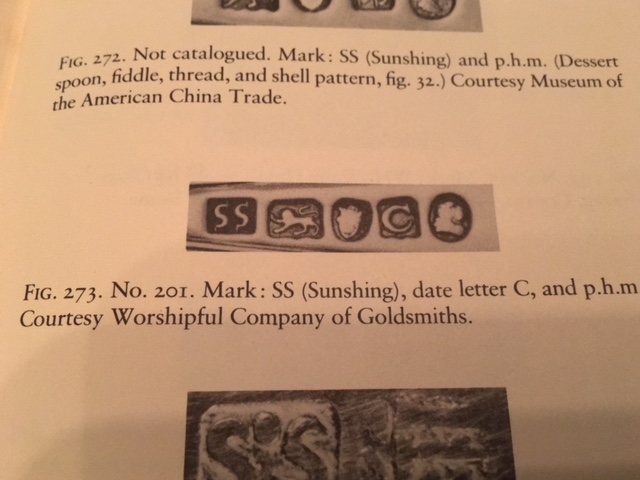 FIG. 272. Not catalogued. Mark: SS (Sunshing) and p.h.m. (Dessert
spoon, fiddle, thread, and shell pattern, fig. 32.) Courtesy Museum of
the American China Trade.
SS C
FIG. 273. No. 201. Mark: SS (Sunshing), date letter C, and p.h.m
Courtesy Worshipful Company of Goldsmiths.
S·S